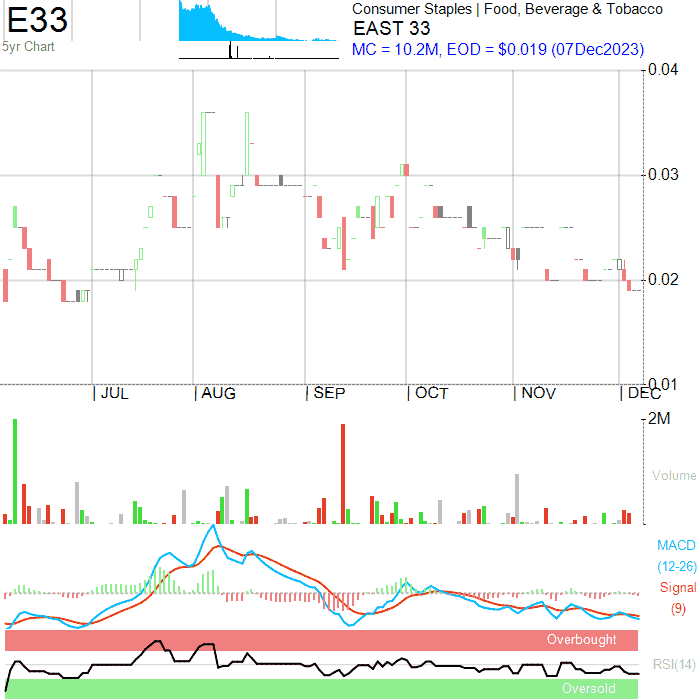 E33
5yr Chart
Consumer Staples | Food, Beverage & Tobacco
EAST 33
MC = 10.2M, EOD = $0.019 (07Dec2023)
0.04
0.03
0.02
0.01
| JUL | AUG | SEP | OCT | NOV | DEC
2M
Volume
MACD
(12-26)
Signal
(9)
Overbought
RSI(14)
Oversold